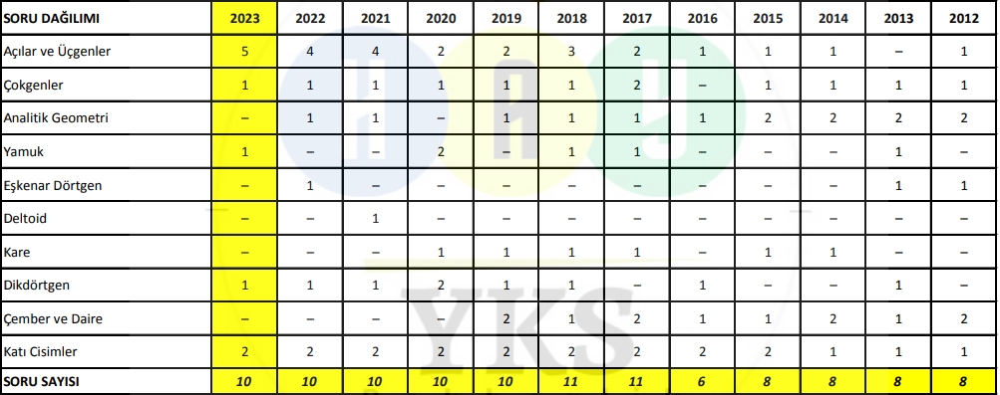 SORU DAĞILIMI 2023 2022 2021 2020 2019 2018 2017 2016 2015 2014 2013 2012
Açılar ve Üçgenler 5 4 4 2 2 3 2 1 1 1 – 1
Çokgenler 1 1 1 1 1 1 2 – 1 1 1 1
Analitik Geometri – 1 1 – 1 1 1 1 2 2 2 2
Yamuk 1 – – 2 – 1 1 – – – 1 –
Eşkenar Dörtgen – 1 – – – – – – – – 1 1
Deltoid – – 1 – – – – – – – – –
Kare – – – 1 1 1 1 – 1 1 – –
Dikdörtgen 1 1 1 2 1 1 – 1 – – 1 –
Çember ve Daire – – – – 2 1 2 1 1 2 1 2
Katı Cisimler 2 2 2 2 2 2 2 2 2 1 1 1
SORU SAYISI 10 10 10 10 10 11 11 6 8 8 8 8
HAY
YKS